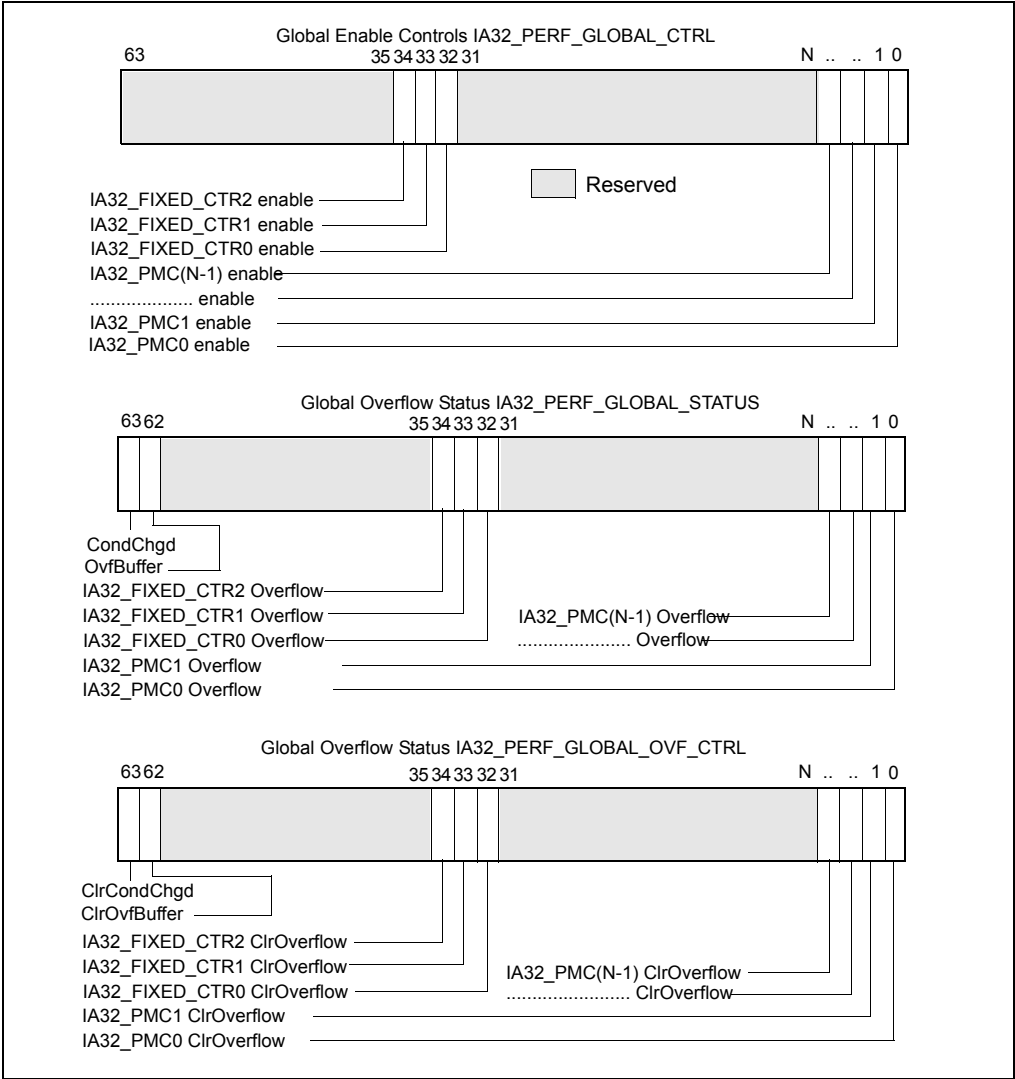 Global Enable Controls IA32_PERF_GLOBAL_CTRL
63 35 34 33 32 31 N .. .. 1 0
Reserved
IA32_FIXED_CTR2 enable
IA32_FIXED_CTR1 enable
IA32_FIXED_CTR0 enable
IA32_PMC(N-1) enable
.................... enable
IA32_PMC1 enable
IA32_PMC0 enable
Global Overflow Status IA32_PERF_GLOBAL_STATUS
63 62 35 34 33 32 31 N .. .. 1 0
CondChgd
OvfBuffer
IA32_FIXED_CTR2 Overflow
IA32_FIXED_CTR1 Overflow IA32_PMC(N-1) Overflow
IA32_FIXED_CTR0 Overflow ...................... Overflow
IA32_PMC1 Overflow
IA32_PMC0 Overflow
Global Overflow Status IA32_PERF_GLOBAL_OVF_CTRL
63 62 35 34 33 32 31 N .. .. 1 0
ClrCondChgd
ClrOvfBuffer
IA32_FIXED_CTR2 ClrOverflow
IA32_FIXED_CTR1 ClrOverflow IA32_PMC(N-1) ClrOverflow
IA32_FIXED_CTR0 ClrOverflow ........................ ClrOverflow
IA32_PMC1 ClrOverflow
IA32_PMC0 ClrOverflow